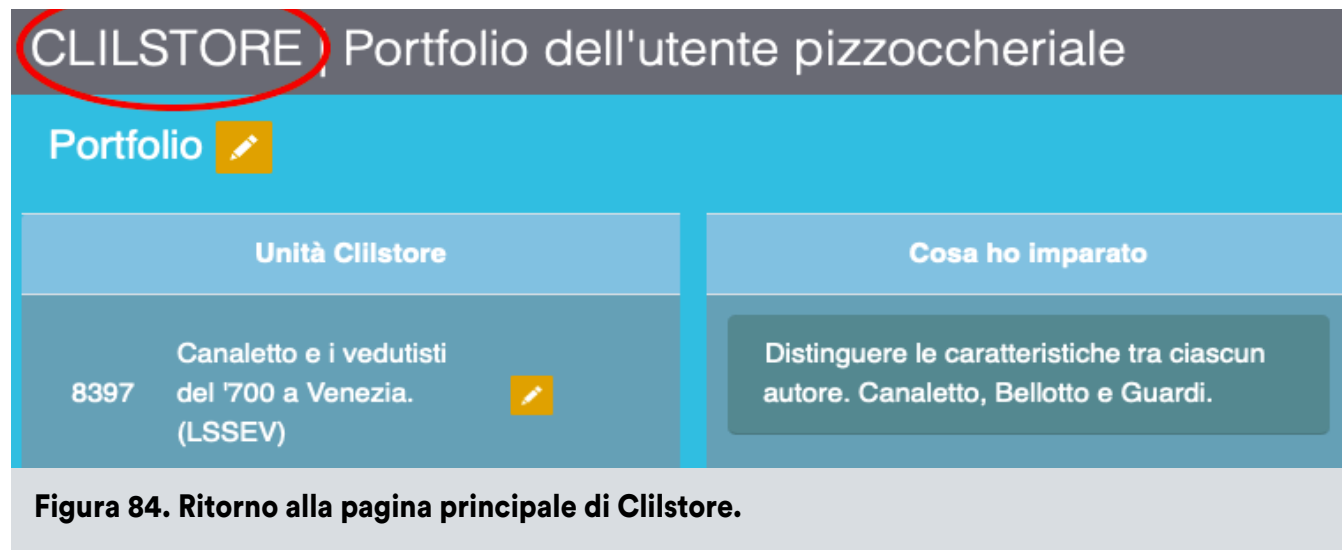 CLILSTORE | Portfolio dell'utente pizzoccheriale
Portfolio
Unità Clilstore
Cosa ho imparato
8397
Canaletto e i vedutisti
del '700 a Venezia.
(LSSEV)
Distinguere le caratteristiche tra ciascun
autore. Canaletto, Bellotto e Guardi.
Figura 84. Ritorno alla pagina principale di Clilstore.